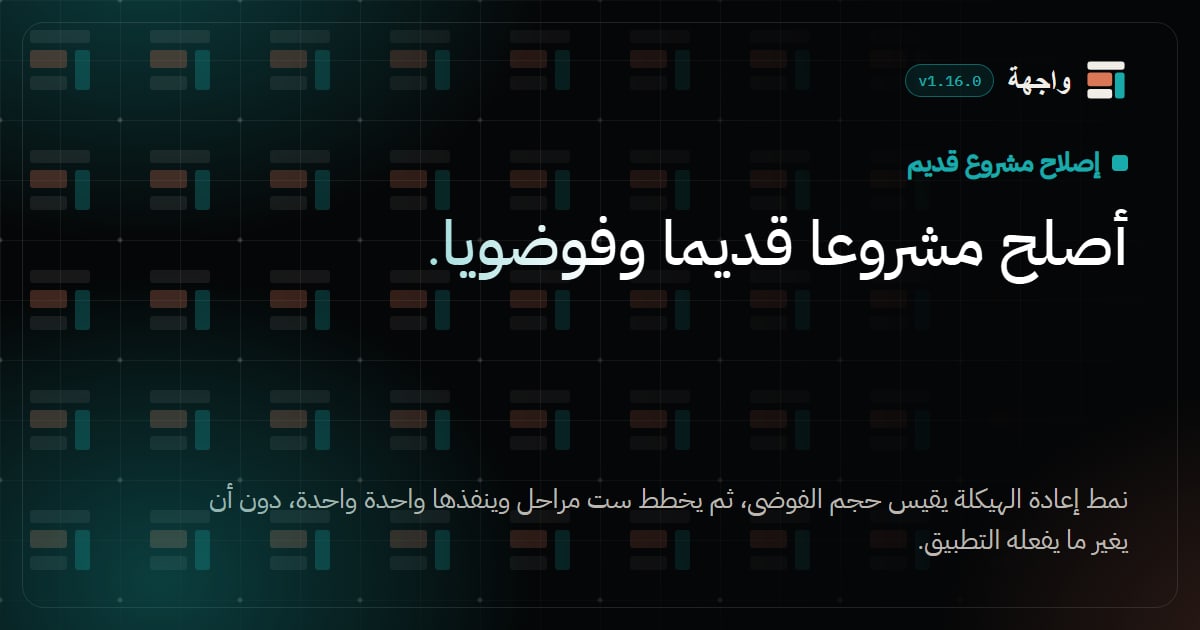 واجهة
v1.16.0
إصلاح مشروع قديم
أصلح مشروعا قديما وفوضويا.
نمط إعادة الهيكلة يقيس حجم الفوضى، ثم يخطط ست مراحل وينفذها واحدة واحدة، دون أن
يغير ما يفعله التطبيق.